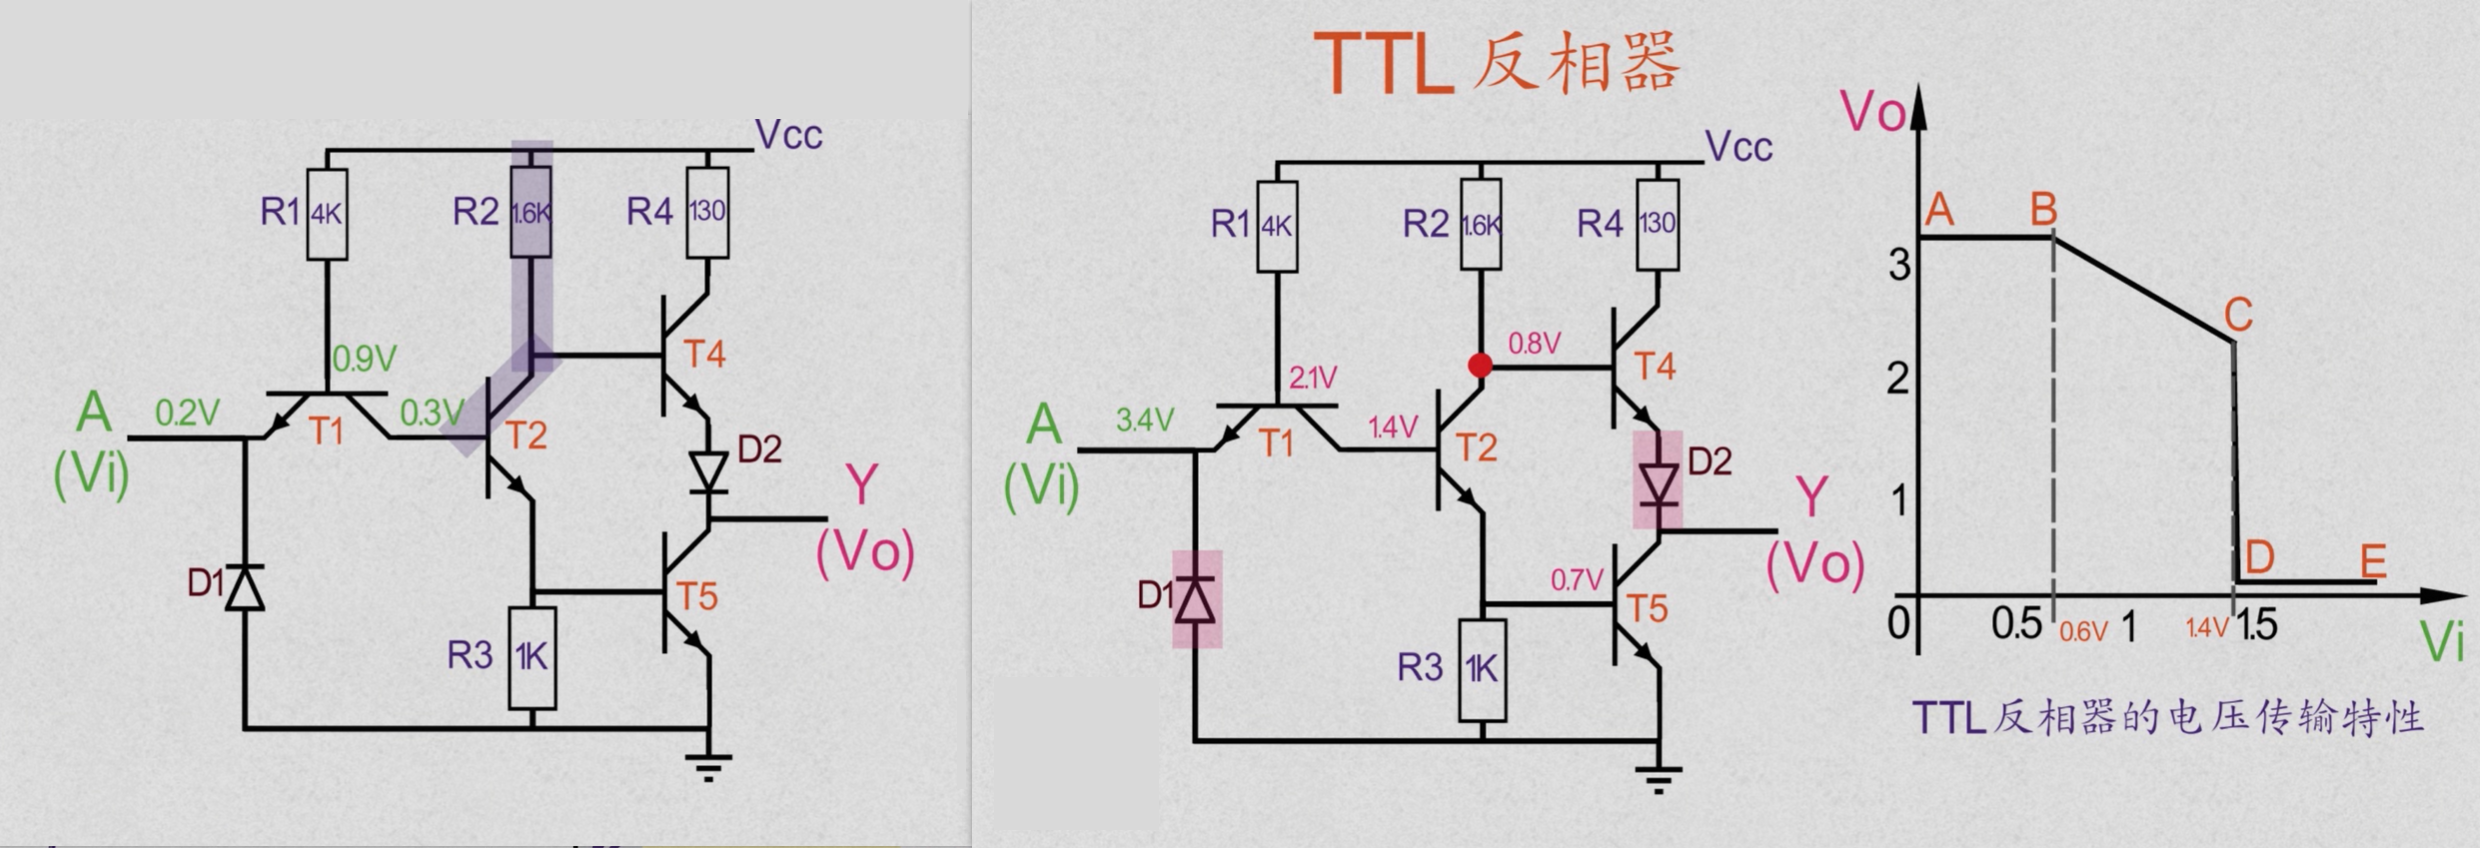 Vcc
R1
4K
R2
1.6K
R4
130
0.9V
T4
A
0.2V
0.3V
T1
T2
D2
(Vi)
Y
(Vo)
D1
T5
R3
1K
TTL 反相器
Vcc
R1
4K
R2
1.6K
R4
130
0.8V
T4
2.1V
A
3.4V
1.4V
T1
T2
D2
(Vi)
Y
(Vo)
D1
0.7V
T5
R3
1K
Vo
A
B
3
C
2
1
D
E
0
0.5
0.6V
1
1.4V
1.5
Vi
TTL反相器的电压传输特性